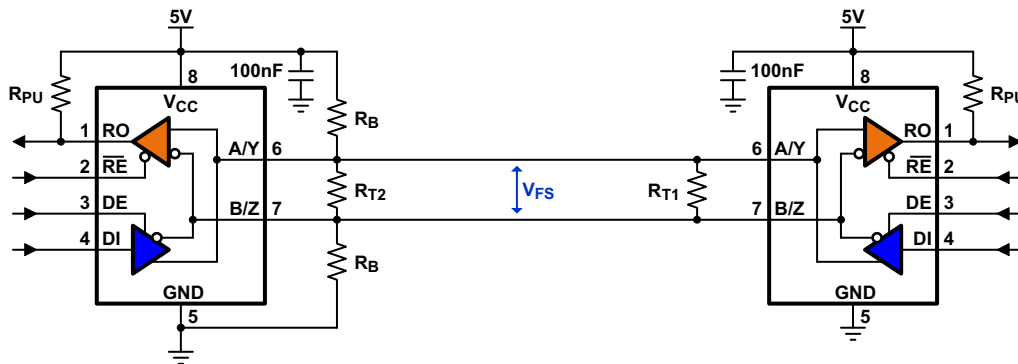 5V
5V
8
100nF
100nF
8
RPU
VCC
VCC
RPU
RB
1 RO
RO 1
A/Y 6
6 A/Y
2 RE
RE 2
RT2
VFS
RT1
3 DE
DE 3
B/Z 7
7 B/Z
4 DI
DI 4
RB
GND
GND
5
5